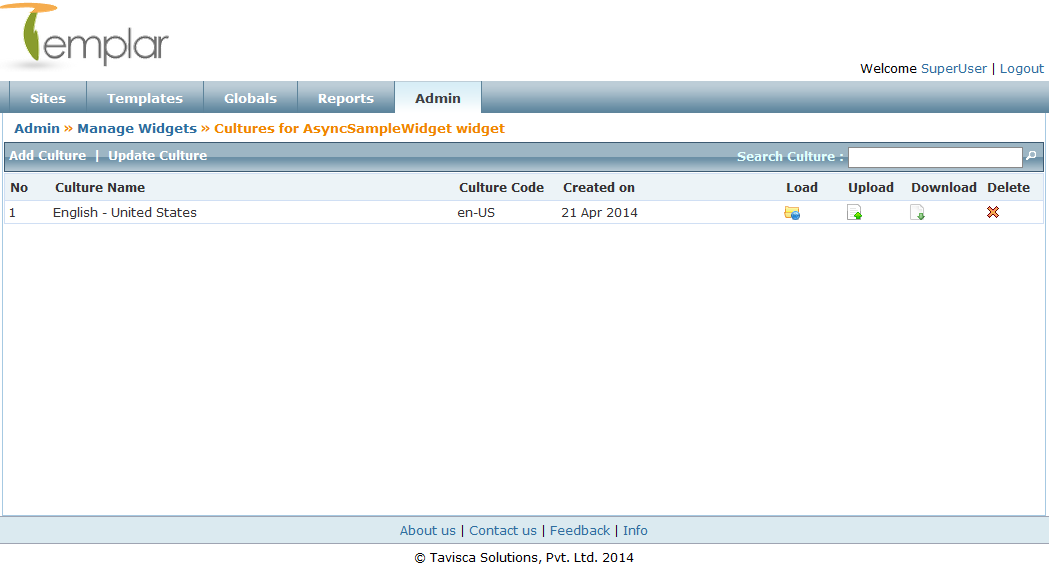 Templar
Welcome SuperUser | Logout
Sites Templates Globals Reports Admin
Admin » Manage Widgets » Cultures for AsyncSampleWidget widget
Add Culture | Update Culture Search Culture :
No Culture Name Culture Code Created on Load Upload Download Delete
1 English - United States en-US 21 Apr 2014
About us | Contact us | Feedback | Info
© Tavisca Solutions, Pvt. Ltd. 2014